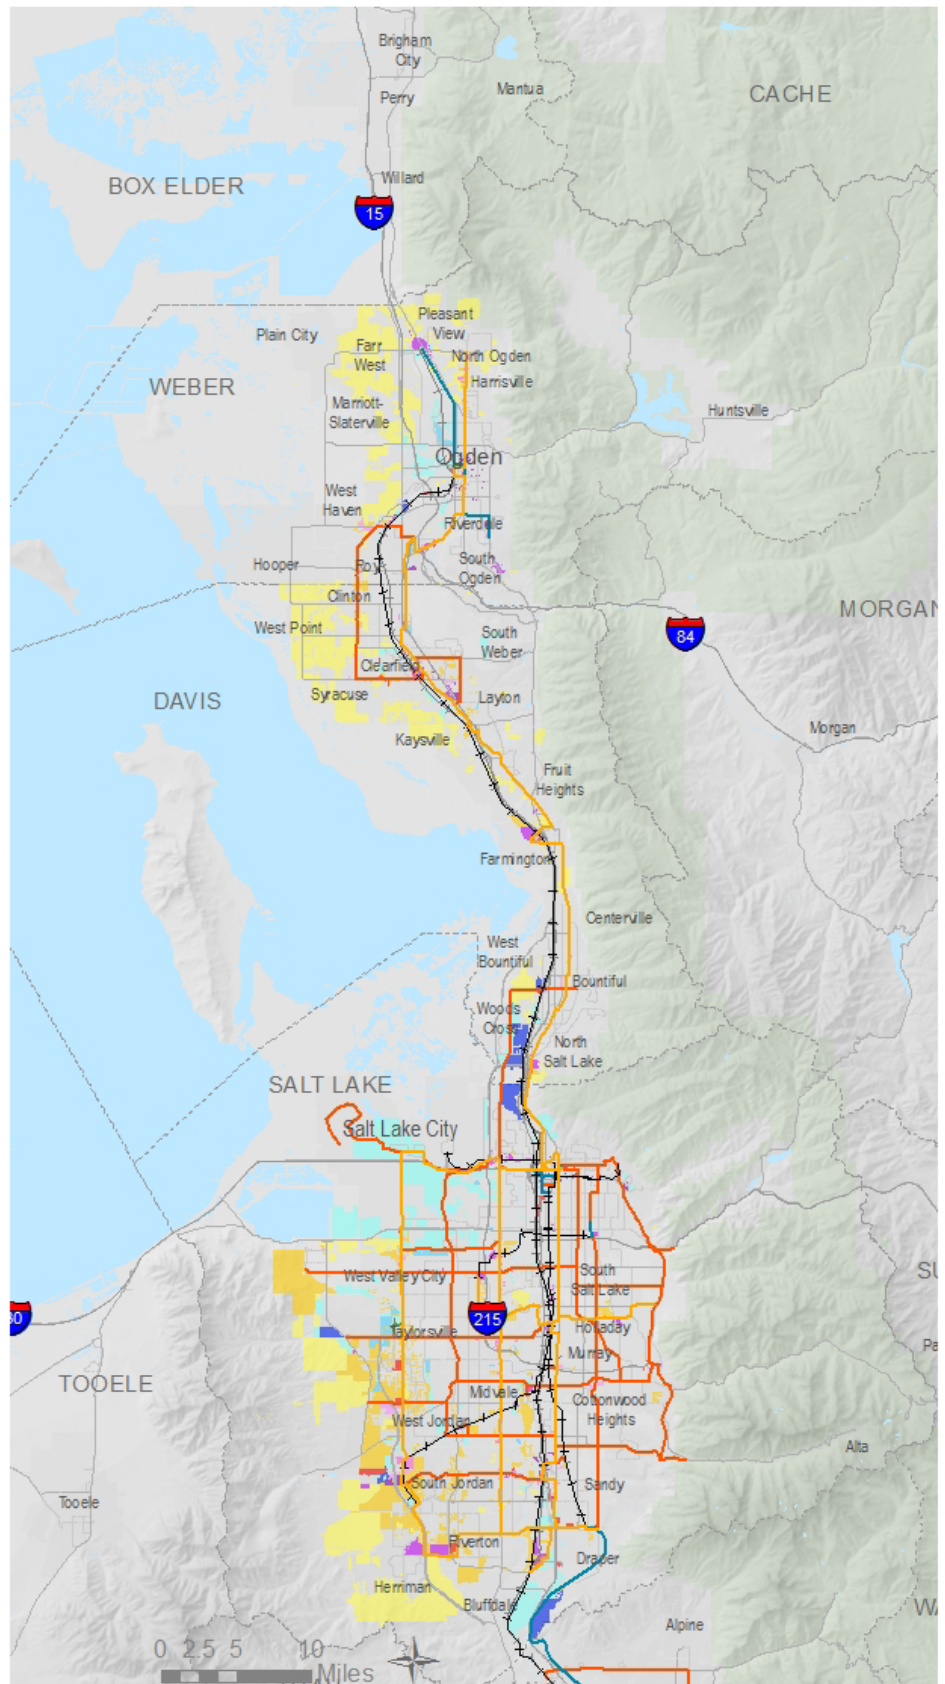 Brigham
City
Mantua
CACHE
Perry
Willard
BOX ELDER
15
Pleasant
View
Plain City
Farr
West
North Ogden
WEBER
Harrisville
Marriott-
Slaterville
Huntsville
Ogden
West
Haven
Riverdale
Hooper
Roy
South
Ogden
Clinton
MORGAN
West Point
84
South
Weber
Clearfield
Syracuse
Layton
DAVIS
Morgan
Kaysville
Fruit
Heights
Farmington
Centerville
West
Bountiful
Bountiful
Woods
Cross
North
Salt Lake
SALT LAKE
Salt Lake City
West Valley City
South
Salt Lake
SU
80
215
Taylorsville
Holladay
Pa
Murray
TOOELE
Midvale
Cottonwood
Heights
West Jordan
Alta
South Jordan
Sandy
Tooele
Riverton
Draper
Herriman
Bluffdale
WA
Alpine
0 2.5 5 10
Miles